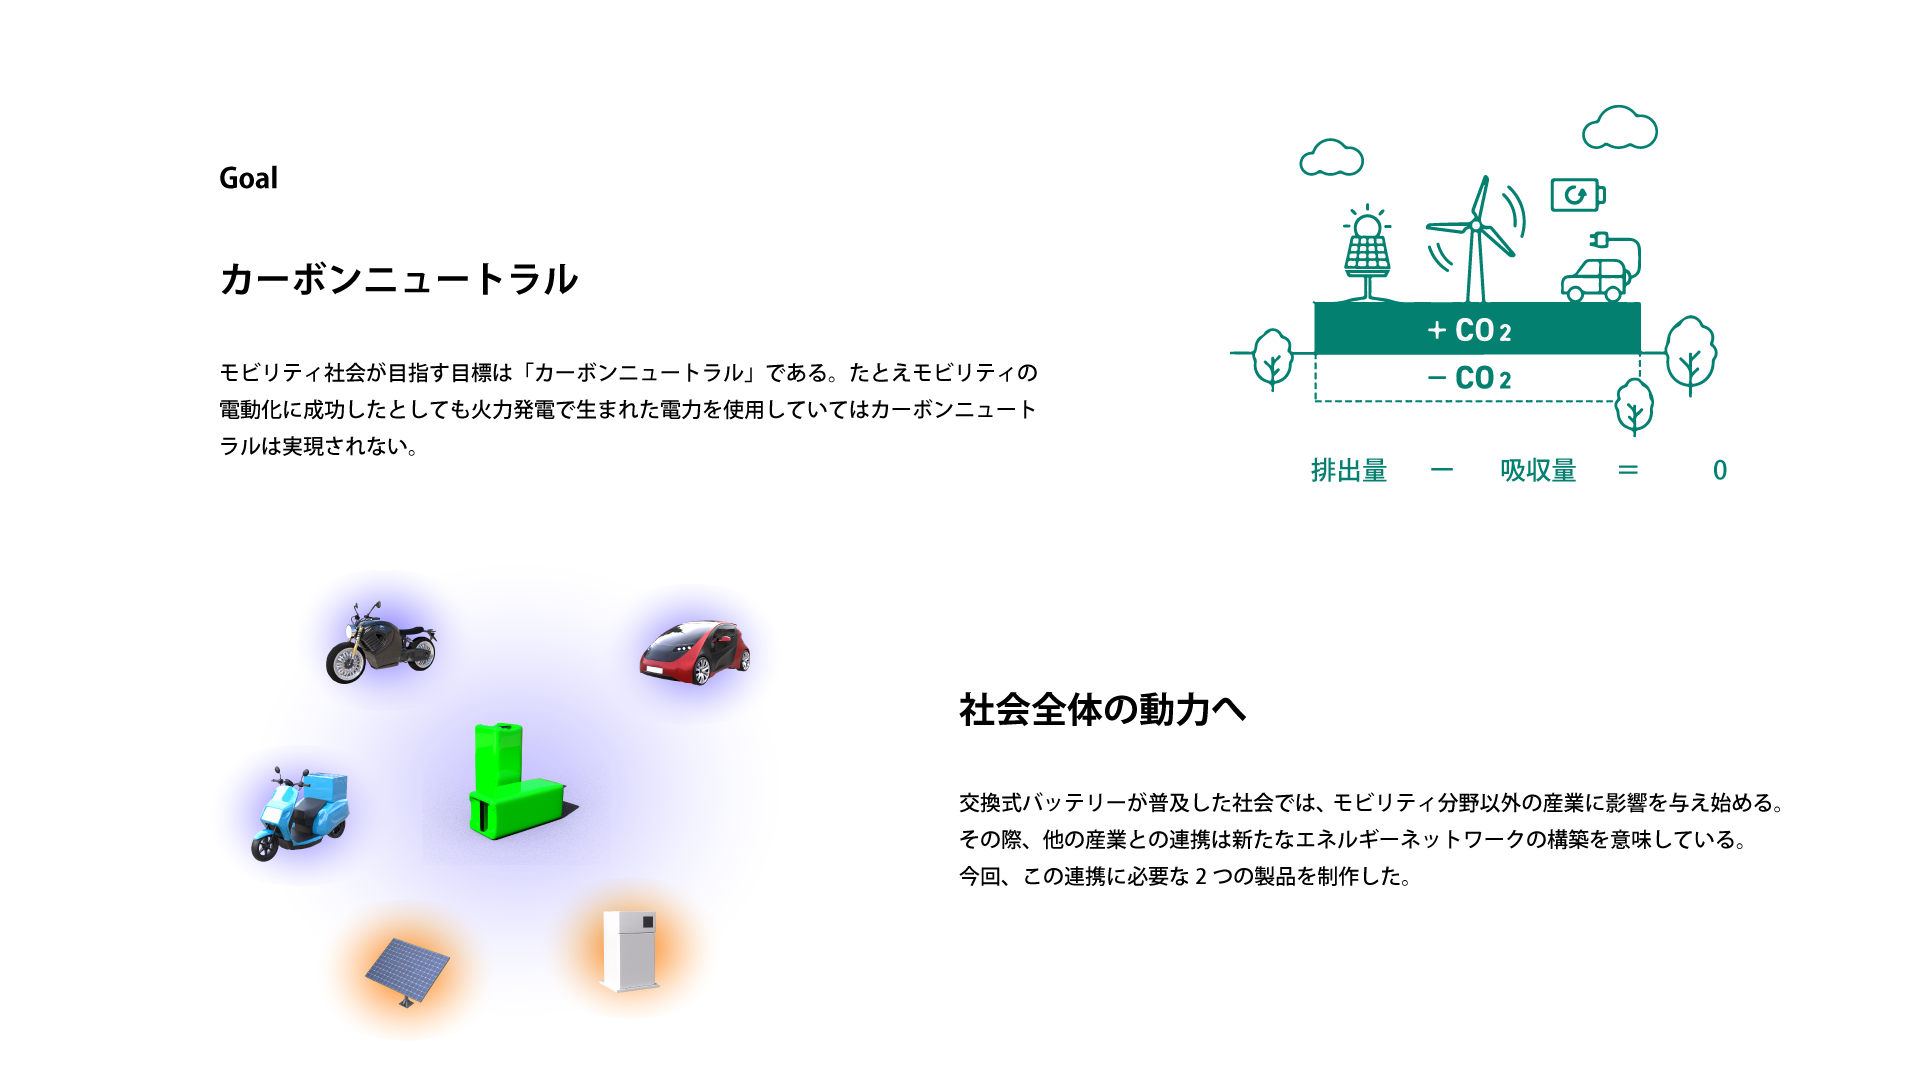 Goal
カーボンニュートラル
モビリティ社会が目指す目標は「カーボンニュートラル」である。たとえモビリティの
電動化に成功したとしても火力発電で生まれた電力を使用していてはカーボンニュート
ラルは実現されない。
+ CO 2
− CO 2
排出量 − 吸収量 = 0
社会全体の動力へ
交換式バッテリーが普及した社会では、モビリティ分野以外の産業に影響を与え始める。
その際、他の産業との連携は新たなエネルギーネットワークの構築を意味している。
今回、この連携に必要な 2 つの製品を制作した。